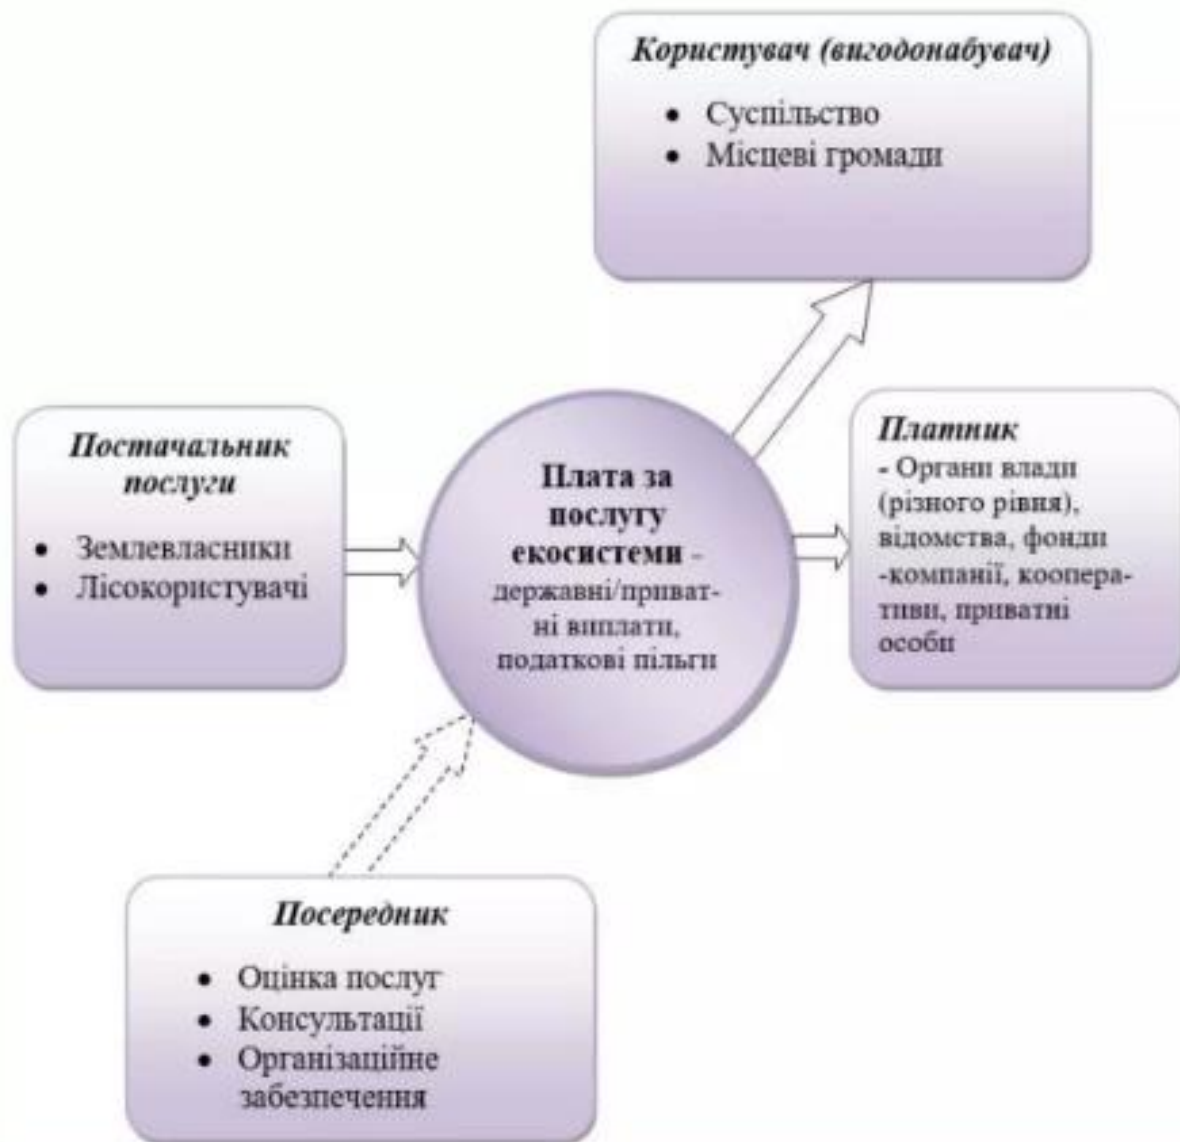 Користувач (вигодонабувач)
• Суспільство
• Місцеві громади
Постачальник
послуги
• Землевласники
• Лісокористувачі
Плата за
послугу
екосистеми –
державні/приват-
ні виплати,
податкові пільги
Платник
- Органи влади
(різного рівня),
відомства, фонди
-компанії, коопера-
тиви, приватні
особи
Посередник
• Оцінка послуг
• Консультації
• Організаційне
забезпечення